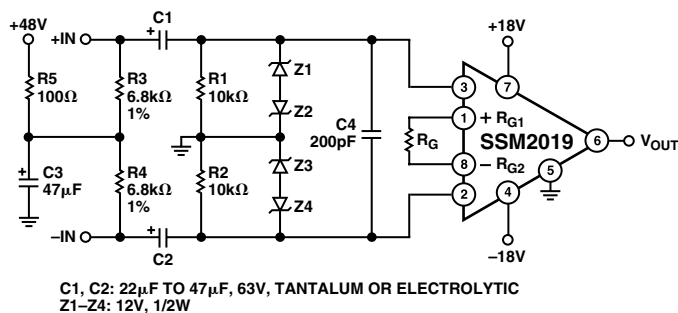 +48V
+IN
C1
+
+18V
R5
100Ω
R3
6.8kΩ
1%
R1
10kΩ
Z1
Z2
C4
200pF
3
7
1
+ RG1
RG
SSM2019
6
VOUT
8
– RG2
5
2
4
+
C3
47µF
R4
6.8kΩ
1%
R2
10kΩ
Z3
Z4
–IN
+
C2
–18V
C1, C2: 22µF TO 47µF, 63V, TANTALUM OR ELECTROLYTIC
Z1–Z4: 12V, 1/2W